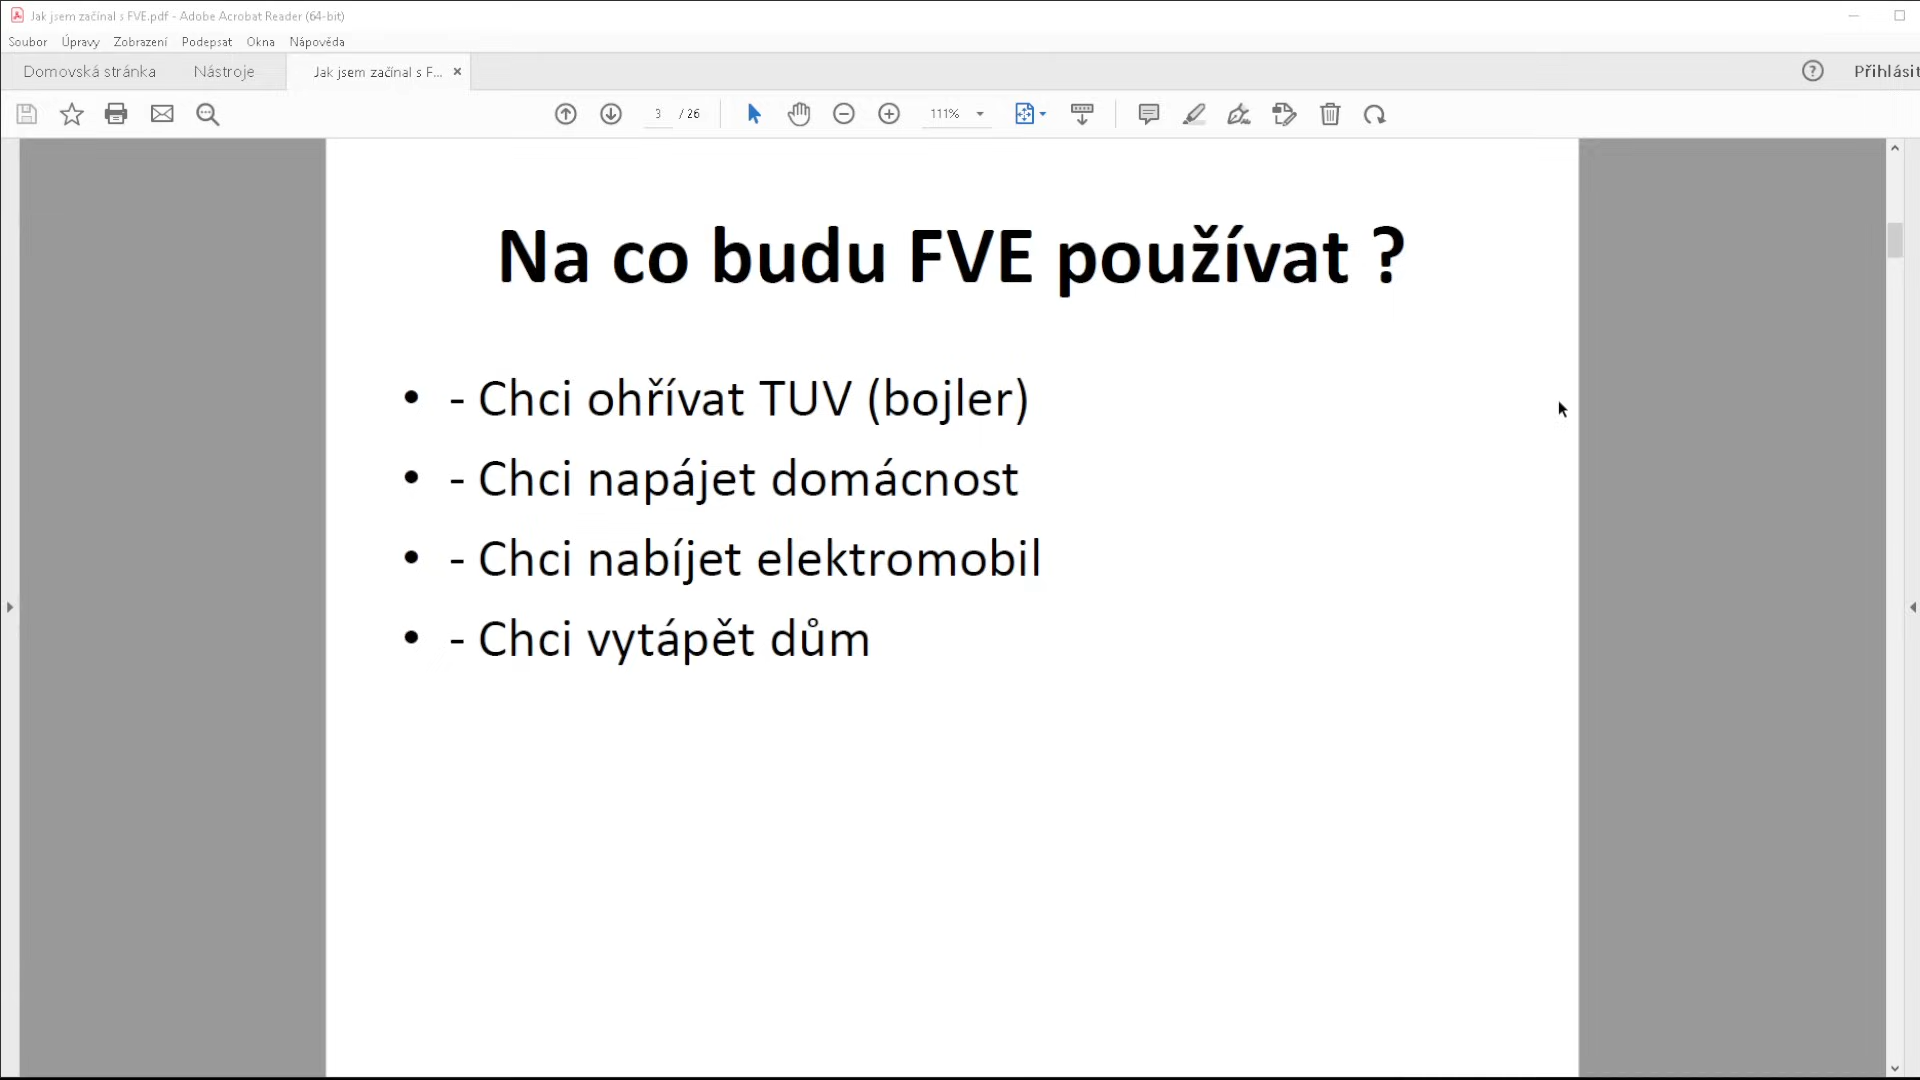 Jak jsem začínal s FVE.pdf - Adobe Acrobat Reader (64-bit)
Soubor Úpravy Zobrazení Podepsat Okna Nápověda
Domovská stránka Nástroje Jak jsem začínal s F... × Přihlásit
3 / 26 111%
Na co budu FVE používat ?
• - Chci ohřívat TUV (bojler)
• - Chci napájet domácnost
• - Chci nabíjet elektromobil
• - Chci vytápět dům